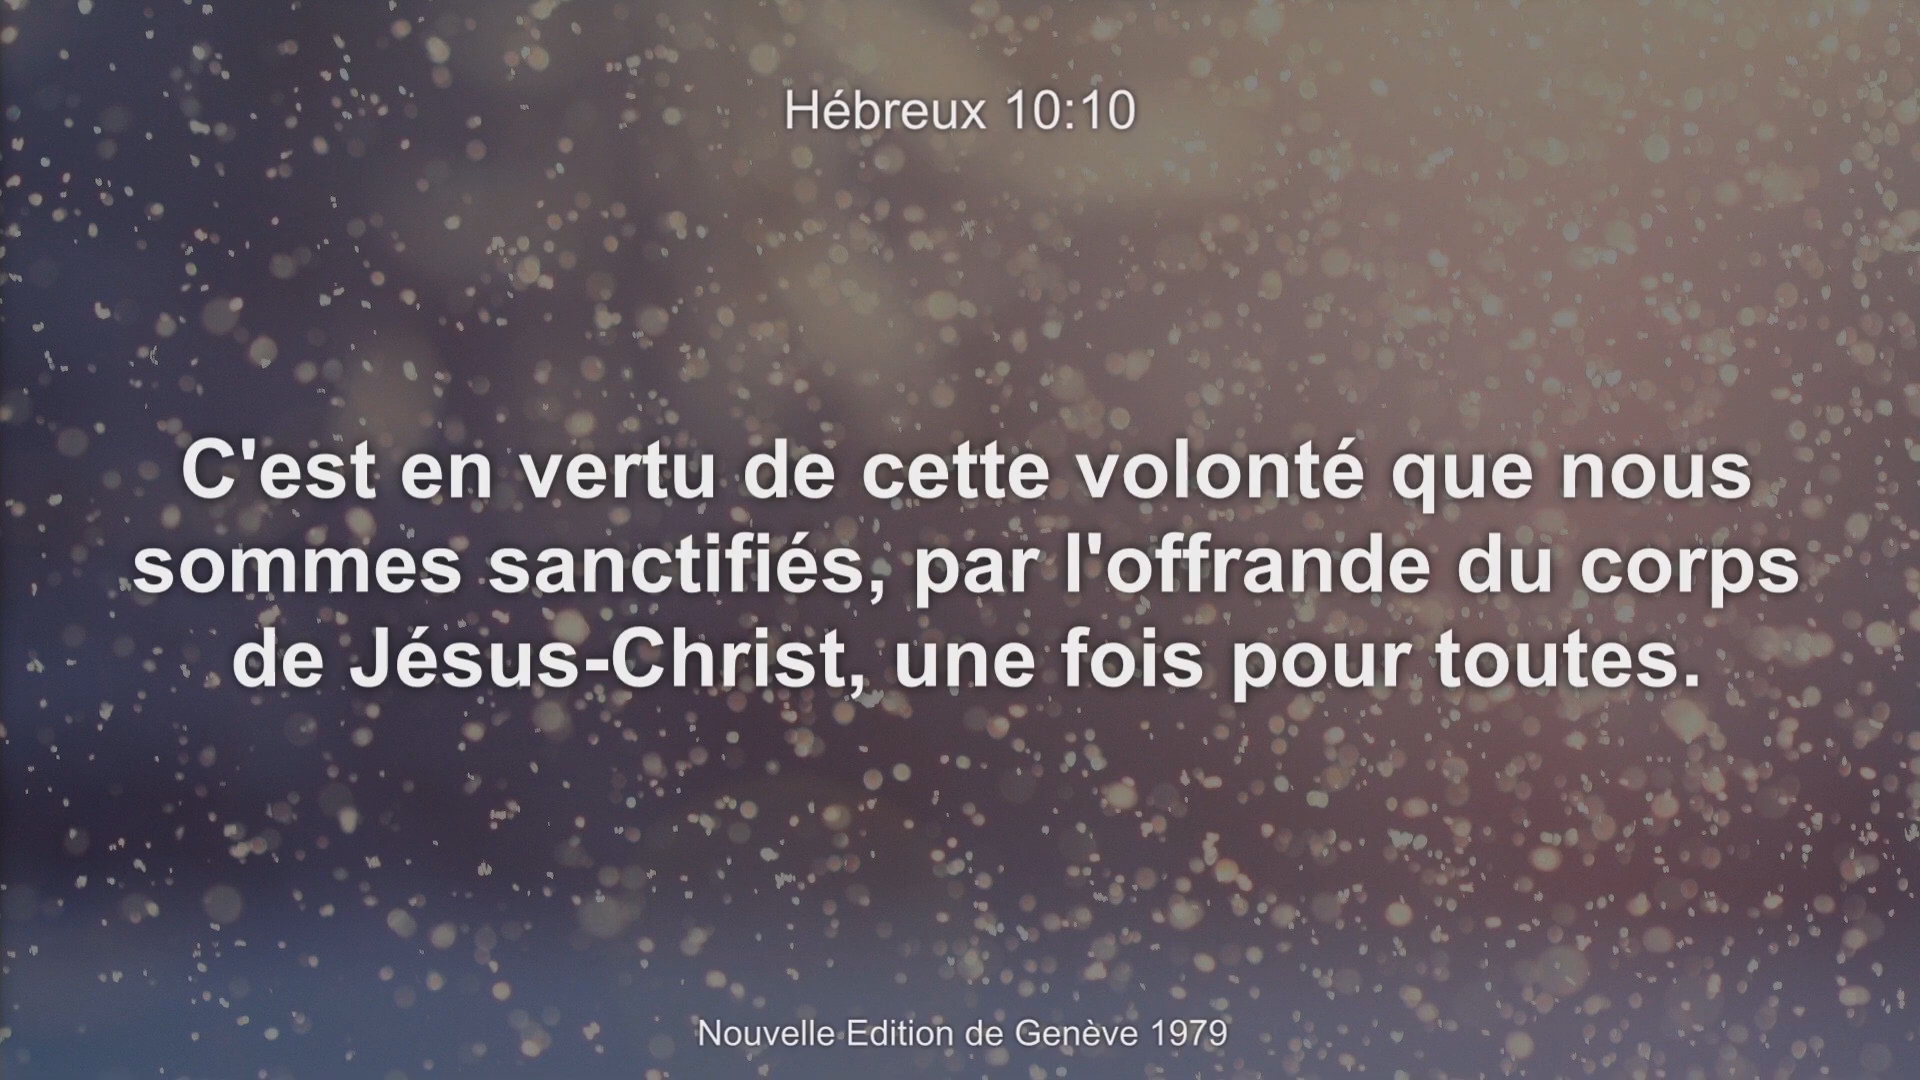 Hébreux 10:10
C'est en vertu de cette volonté que nous
sommes sanctifiés, par l'offrande du corps
de Jésus-Christ, une fois pour toutes.
Nouvelle Edition de Genève 1979